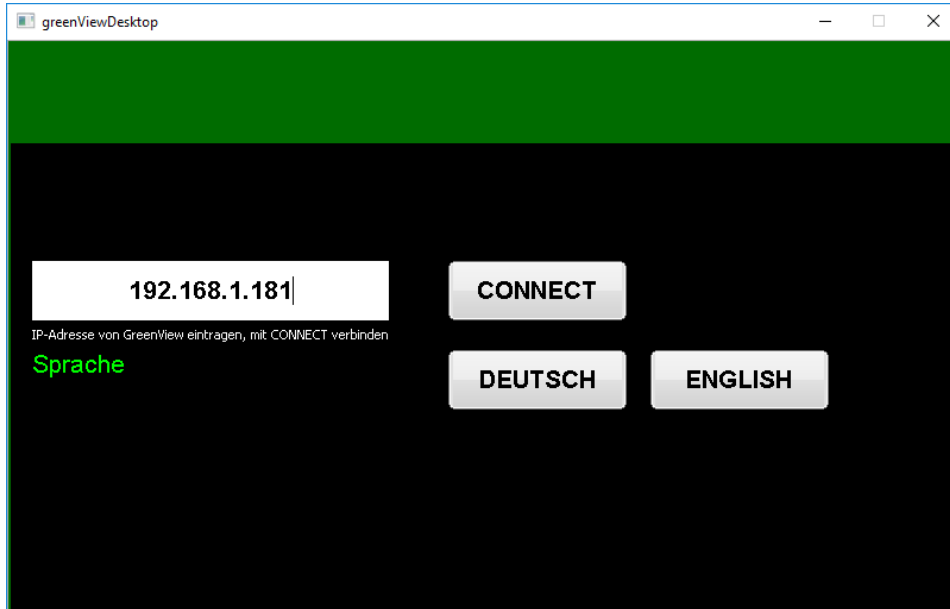 greenViewDesktop
192.168.1.181
CONNECT
IP-Adresse von GreenView eintragen, mit CONNECT verbinden
Sprache
DEUTSCH
ENGLISH